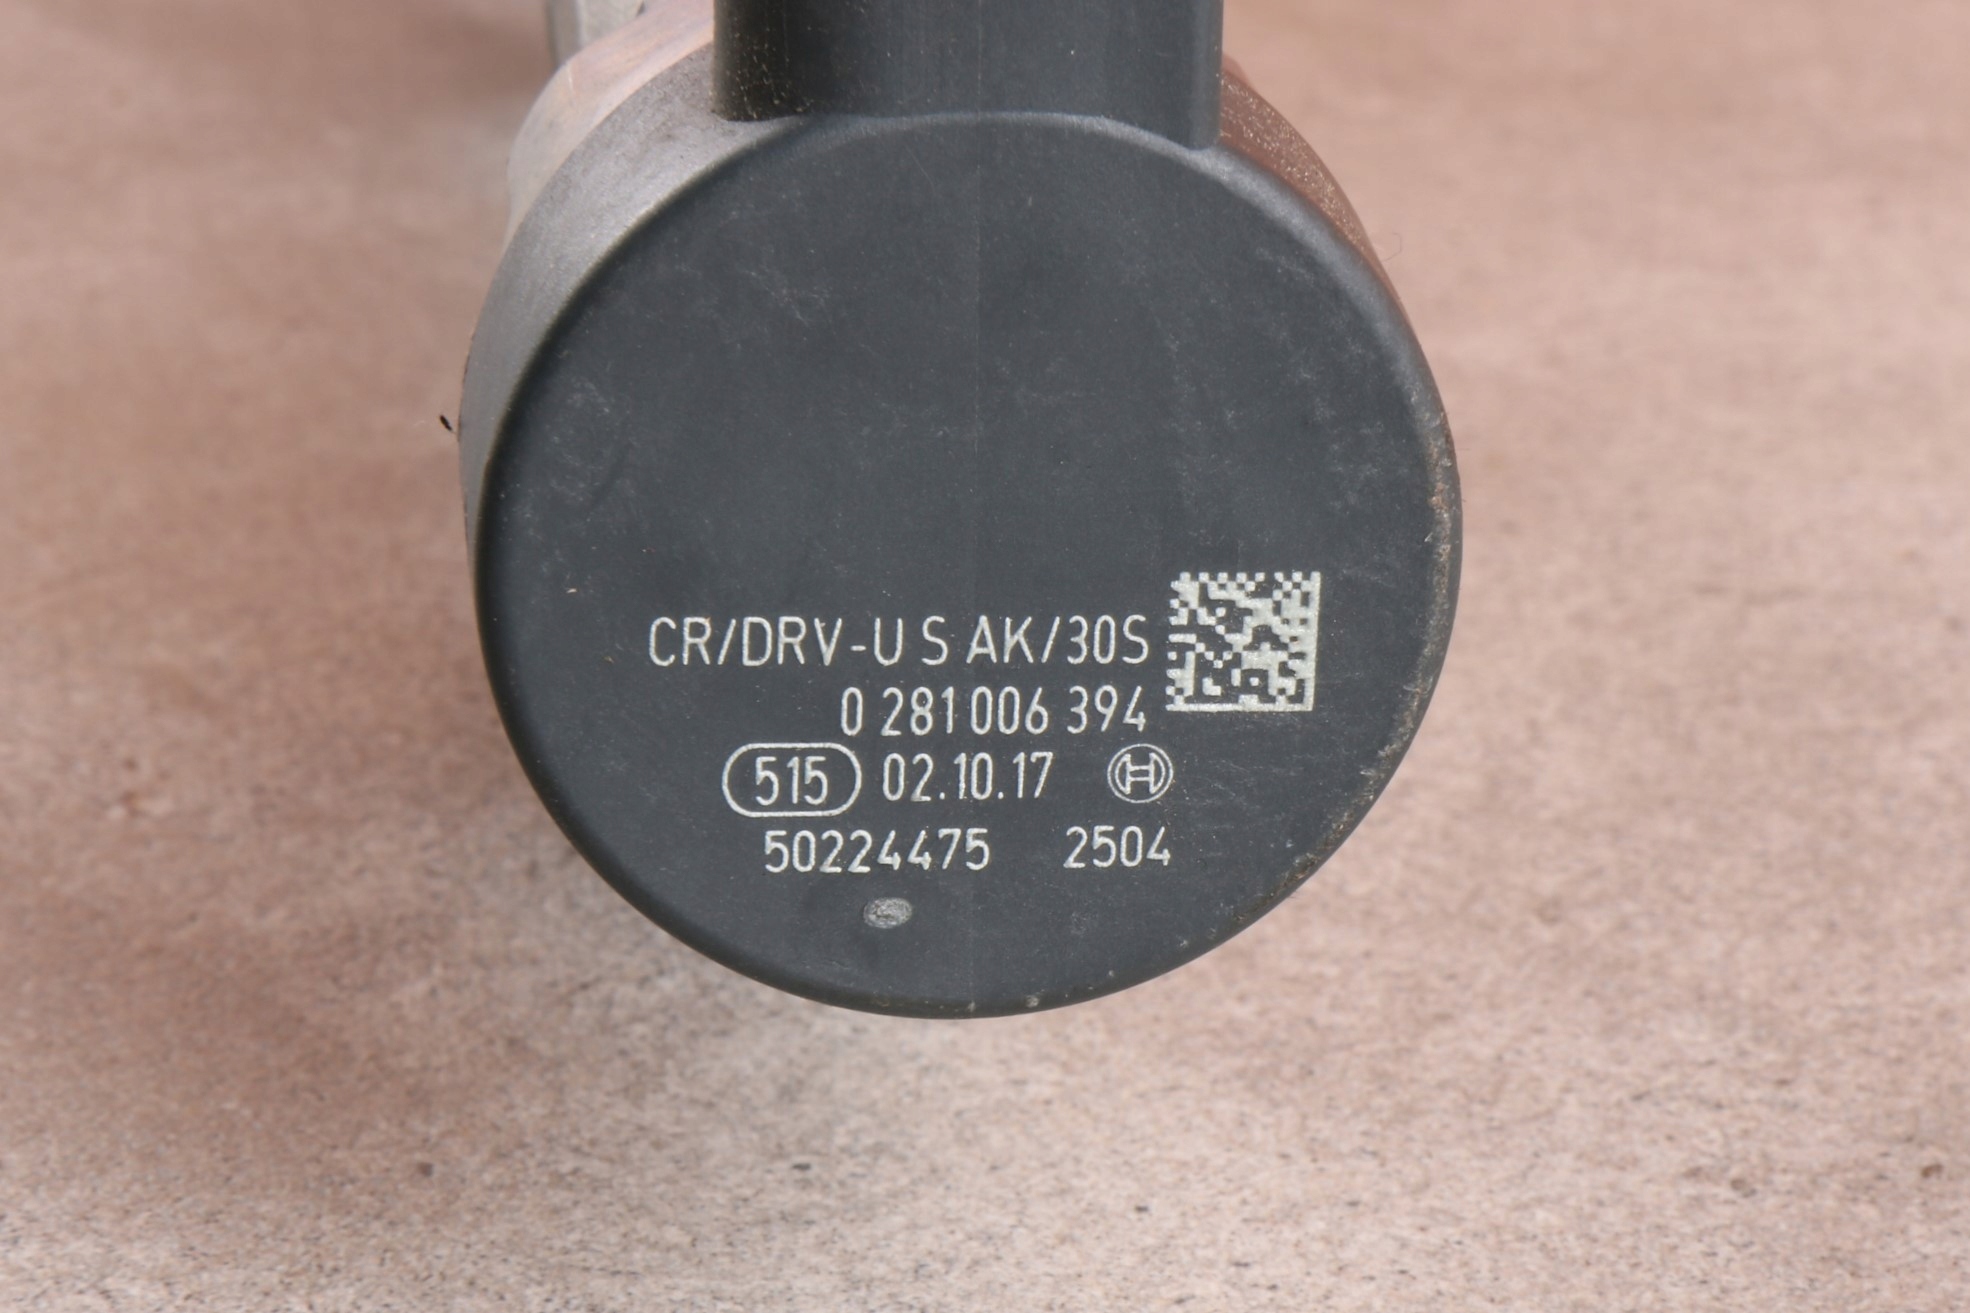 CR/DRV-U S AK/30S
0 281 006 394
515 02.10.17
50224475 2504